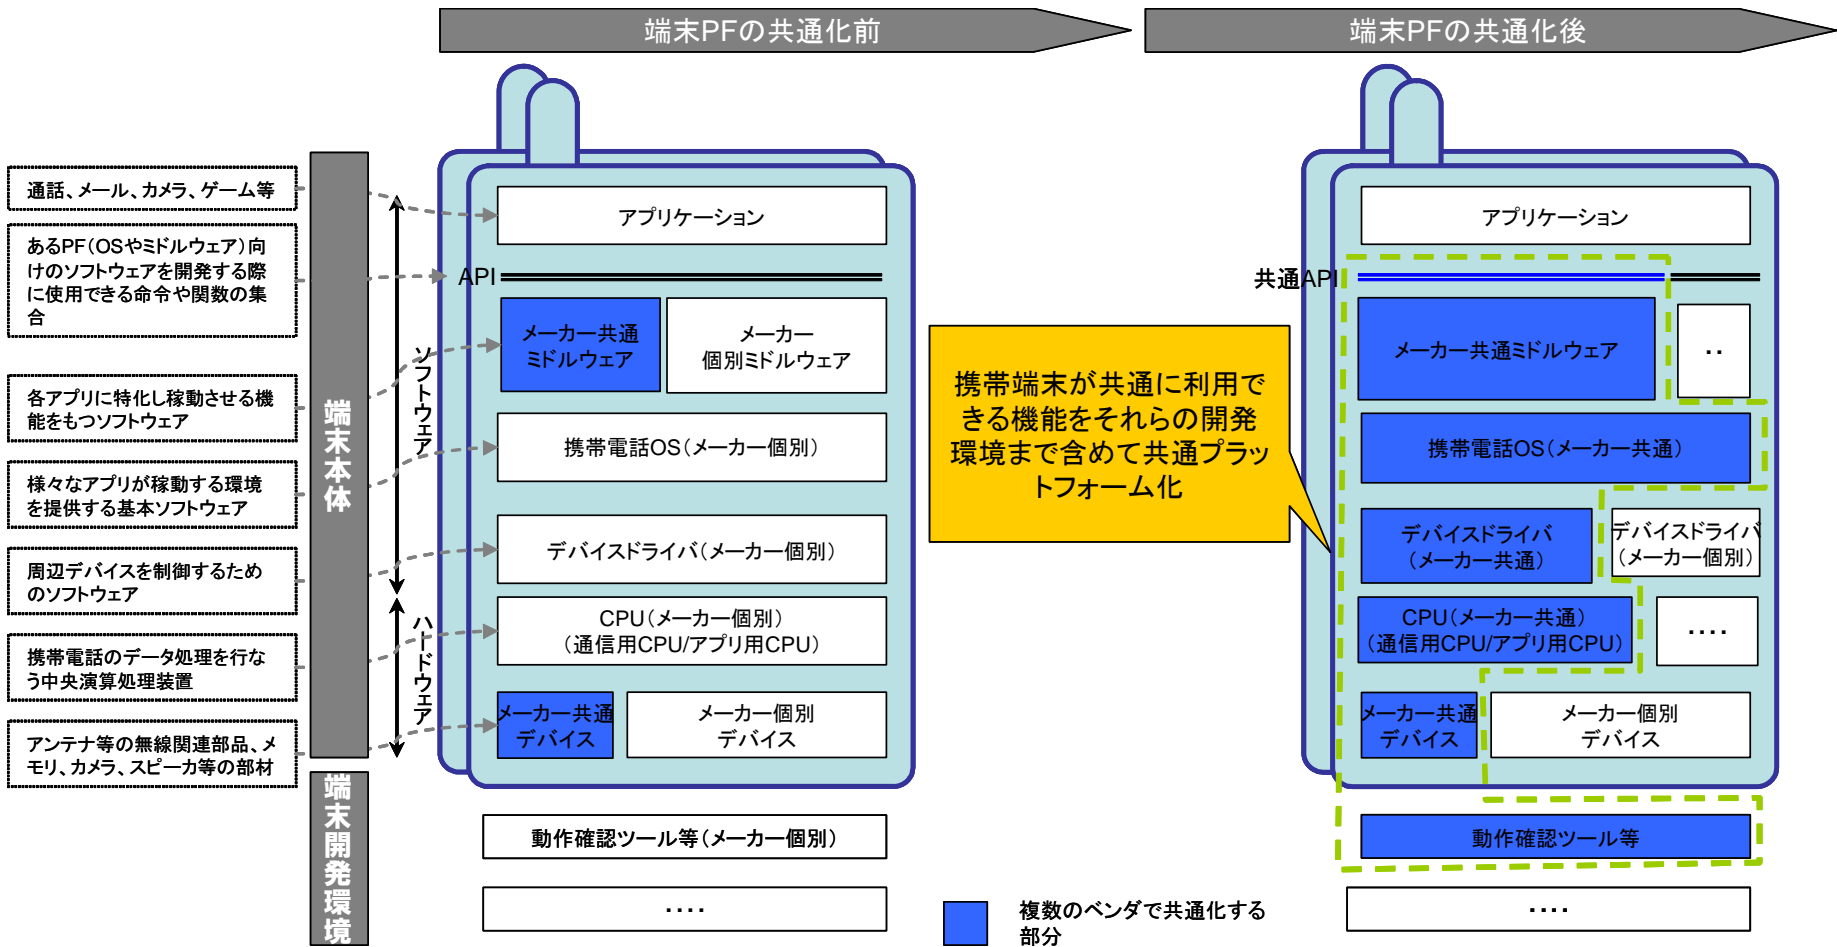 端末PFの共通化前
端末PFの共通化後
通話、メール、カメラ、ゲーム等
あるPF(OSやミドルウェア)向
けのソフトウェアを開発する際
に使用できる命令や関数の集
合
各アプリに特化し稼動させる機
能をもつソフトウェア
様々なアプリが稼動する環境
を提供する基本ソフトウェア
周辺デバイスを制御するため
のソフトウェア
携帯電話のデータ処理を行な
う中央演算処理装置
アンテナ等の無線関連部品、メ
モリ、カメラ、スピーカ等の部材
端末本体
端末開発環境
ソフトウェア
ハードウェア
アプリケーション
API
メーカー共通
ミドルウェア
メーカー
個別ミドルウェア
携帯電話OS(メーカー個別)
デバイスドライバ(メーカー個別)
CPU(メーカー個別)
(通信用CPU/アプリ用CPU)
メーカー共通
デバイス
メーカー個別
デバイス
動作確認ツール等(メーカー個別)
‥‥
携帯端末が共通に利用で
きる機能をそれらの開発
環境まで含めて共通プラッ
トフォーム化
アプリケーション
共通API
メーカー共通ミドルウェア
‥
携帯電話OS(メーカー共通)
デバイスドライバ
(メーカー共通)
デバイスドライバ
(メーカー個別)
CPU(メーカー共通)
(通信用CPU/アプリ用CPU)
‥‥
メーカー共通
デバイス
メーカー個別
デバイス
動作確認ツール等
‥‥
複数のベンダで共通化する
部分